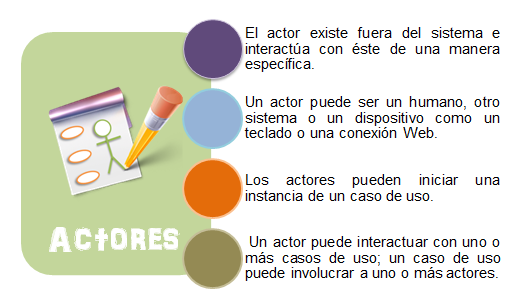 El actor existe fuera del sistema e
interactúa con éste de una manera
específica.
Un actor puede ser un humano, otro
sistema o un dispositivo como un
teclado o una conexión Web.
Los actores pueden iniciar una
instancia de un caso de uso.
Un actor puede interactuar con uno o
más casos de uso; un caso de uso
puede involucrar a uno o más actores.
ACTORES